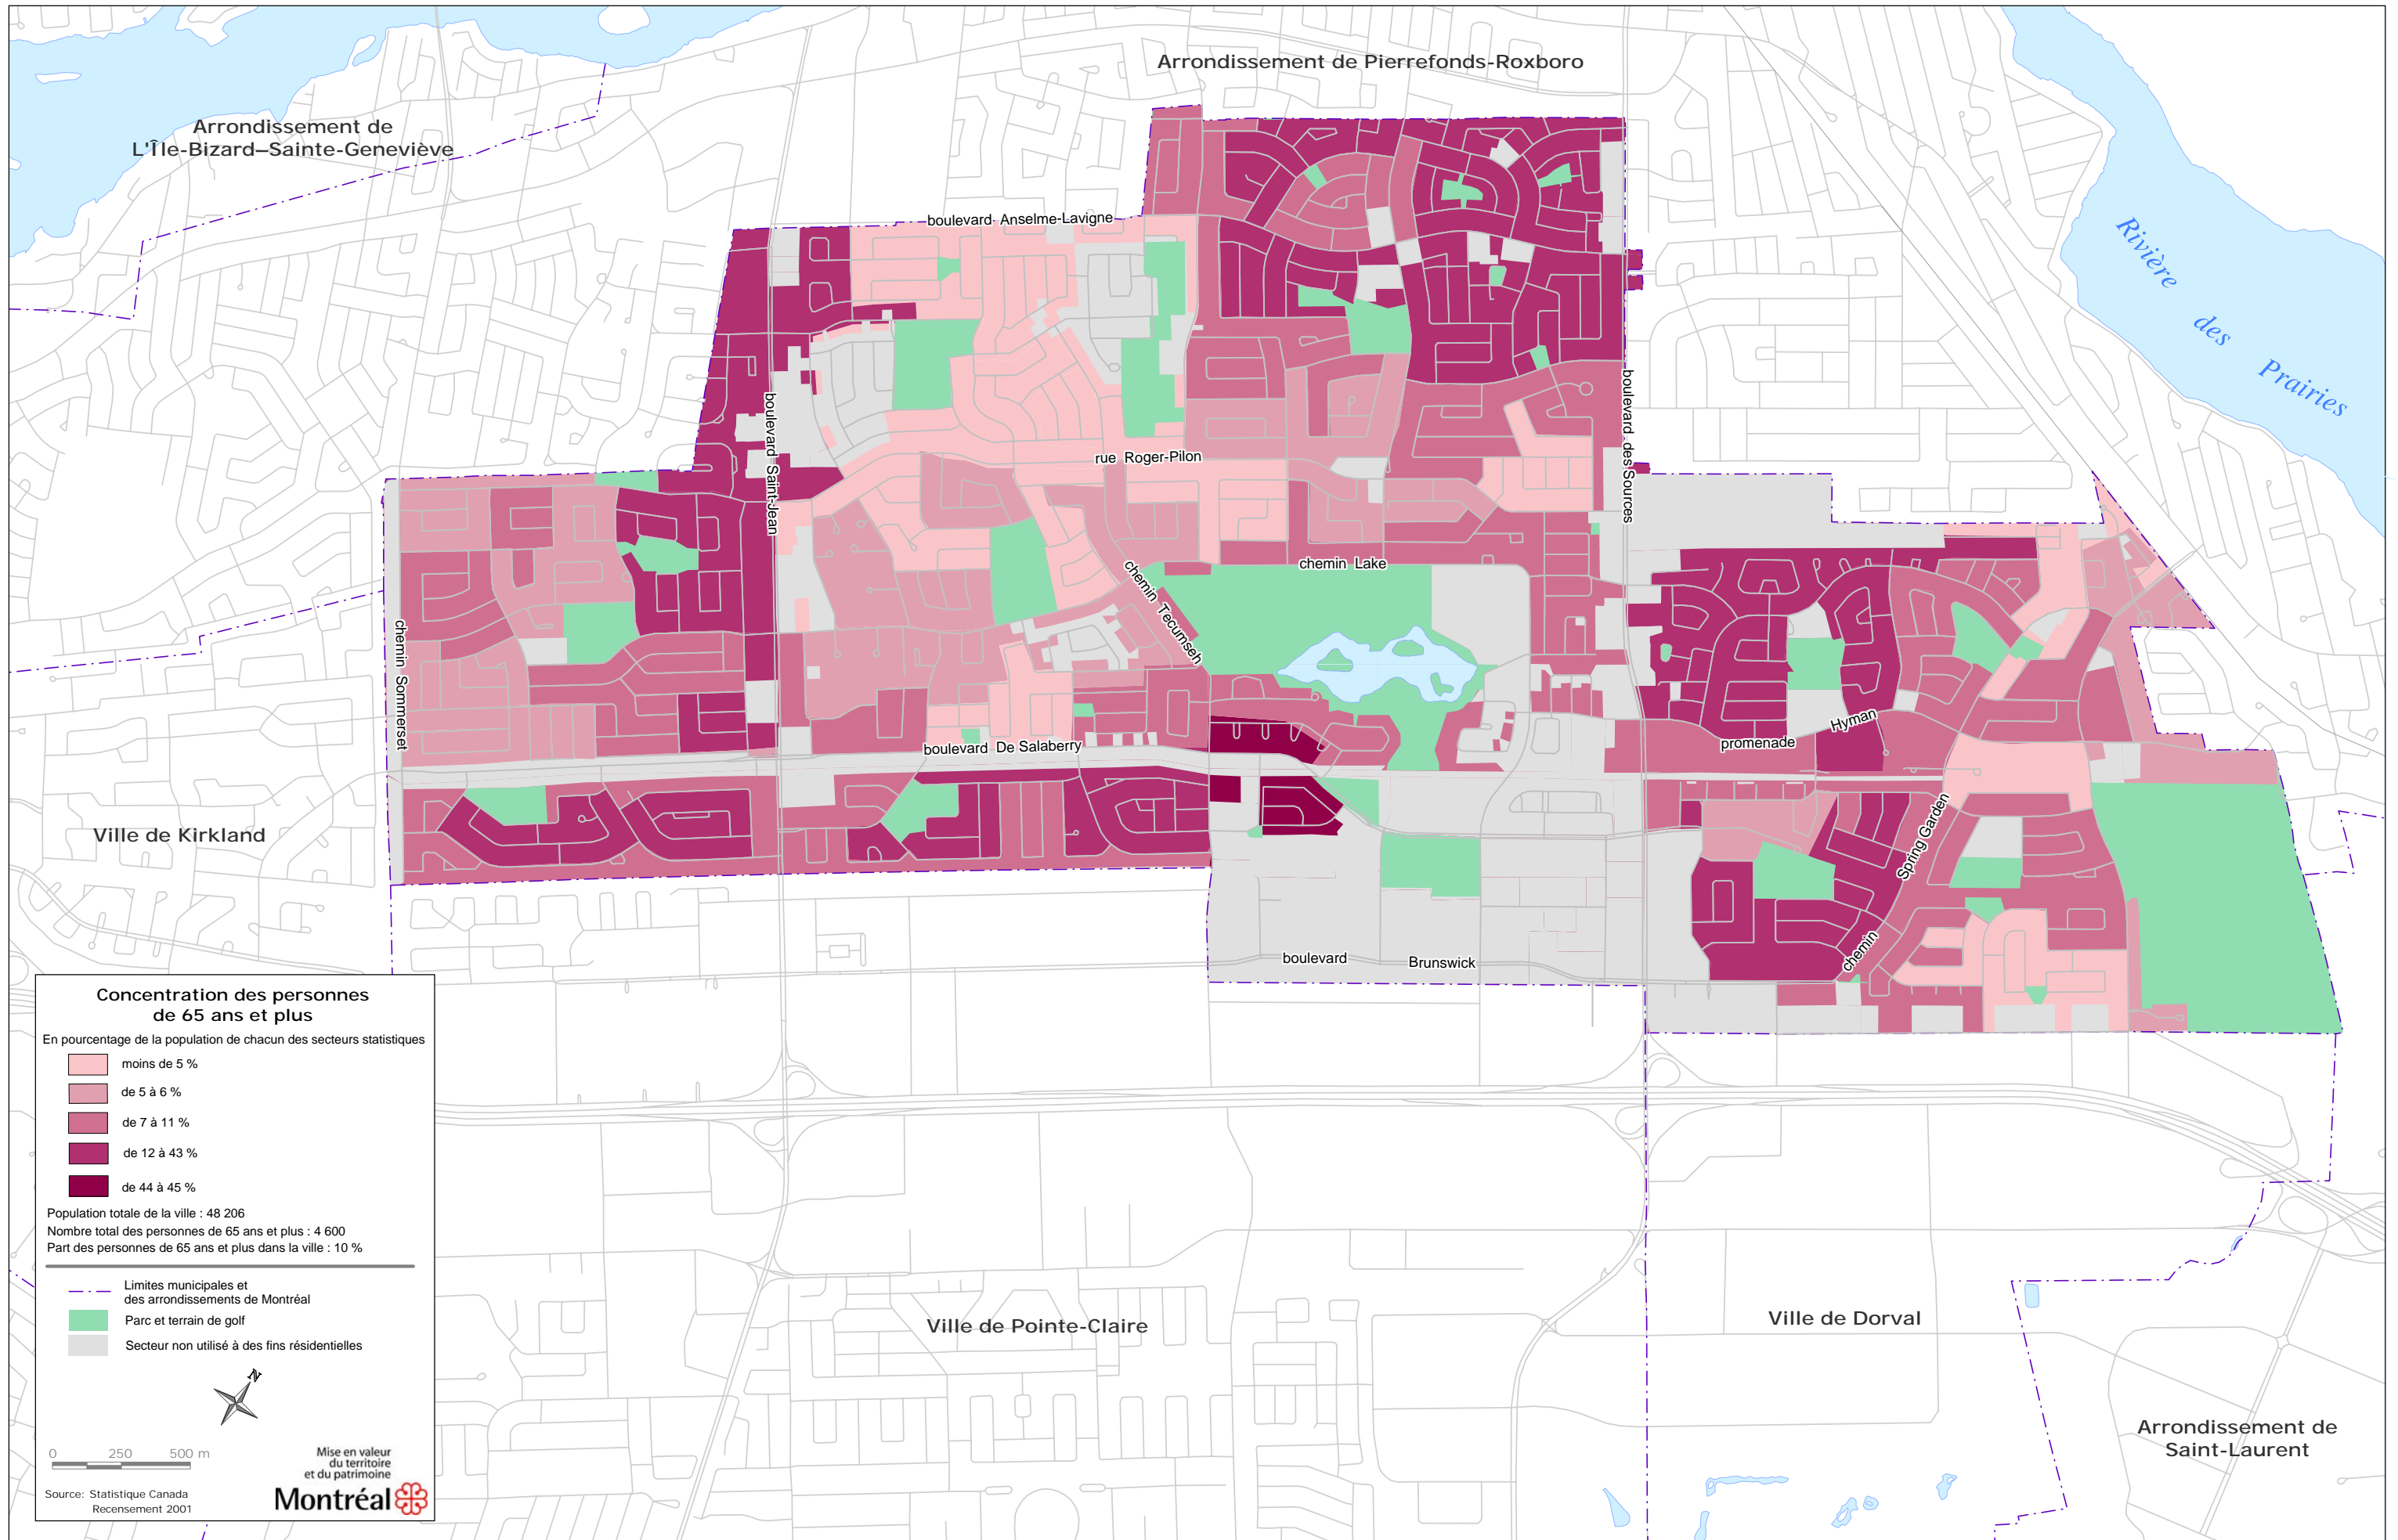 Arrondissement de Pierrefonds-Roxboro
Arrondissement de
L'Île-Bizard–Sainte-Geneviève
Rivière
des
Prairies
boulevard Anselme-Lavigne
boulevard Saint-Jean
boulevard des Sources
rue Roger-Pilon
chemin Lake
chemin Tecumseh
chemin Sommerset
boulevard De Salaberry
promenade Hyman
chemin Spring Garden
boulevard Brunswick
Ville de Kirkland
Ville de Pointe-Claire
Ville de Dorval
Arrondissement de
Saint-Laurent
Concentration des personnes
de 65 ans et plus
En pourcentage de la population de chacun des secteurs statistiques
moins de 5 %
de 5 à 6 %
de 7 à 11 %
de 12 à 43 %
de 44 à 45 %
Population totale de la ville : 48 206
Nombre total des personnes de 65 ans et plus : 4 600
Part des personnes de 65 ans et plus dans la ville : 10 %
Limites municipales et
des arrondissements de Montréal
Parc et terrain de golf
Secteur non utilisé à des fins résidentielles
N
0 250 500 m
Mise en valeur
du territoire
et du patrimoine
Montréal
Source: Statistique Canada
Recensement 2001